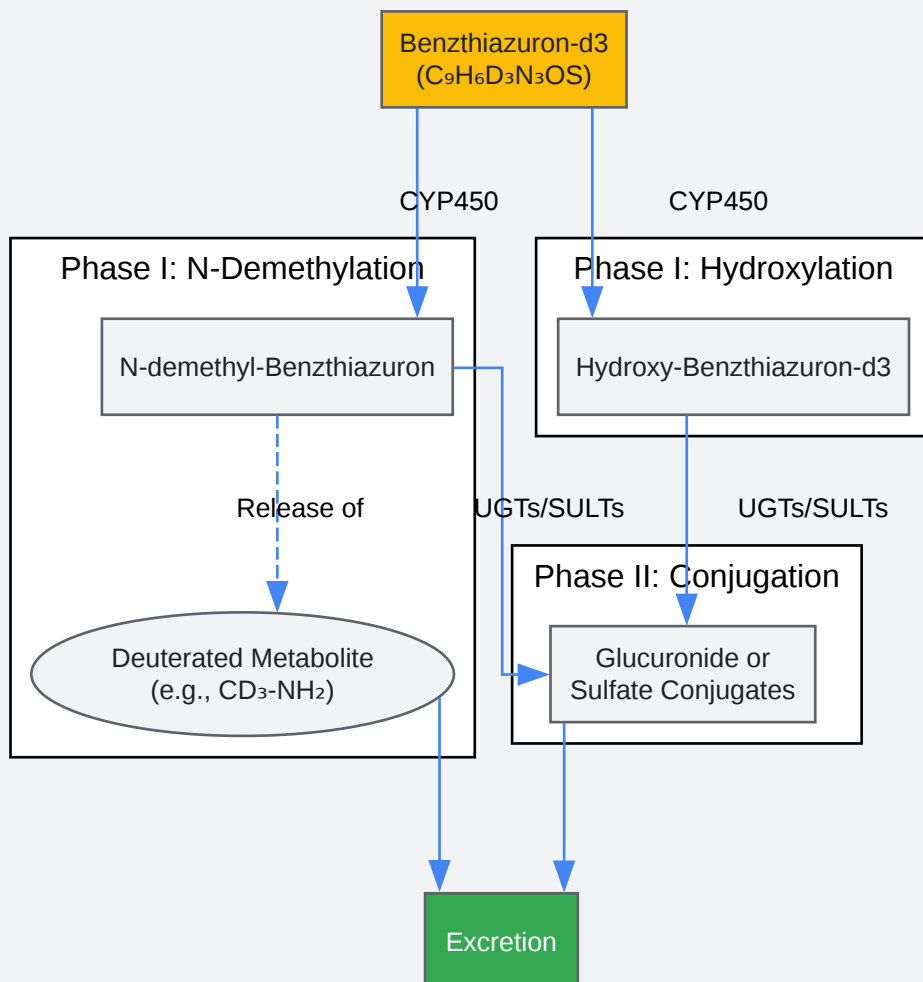 Benzthiazuron-d3
(C₉H₆D₃N₃OS)
CYP450
CYP450
Phase I: N-Demethylation
Phase I: Hydroxylation
N-demethyl-Benzthiazuron
Hydroxy-Benzthiazuron-d3
Release of
UGTs/SULTs
UGTs/SULTs
Phase II: Conjugation
Deuterated Metabolite
(e.g., CD₃-NH₂)
Glucuronide or
Sulfate Conjugates
Excretion